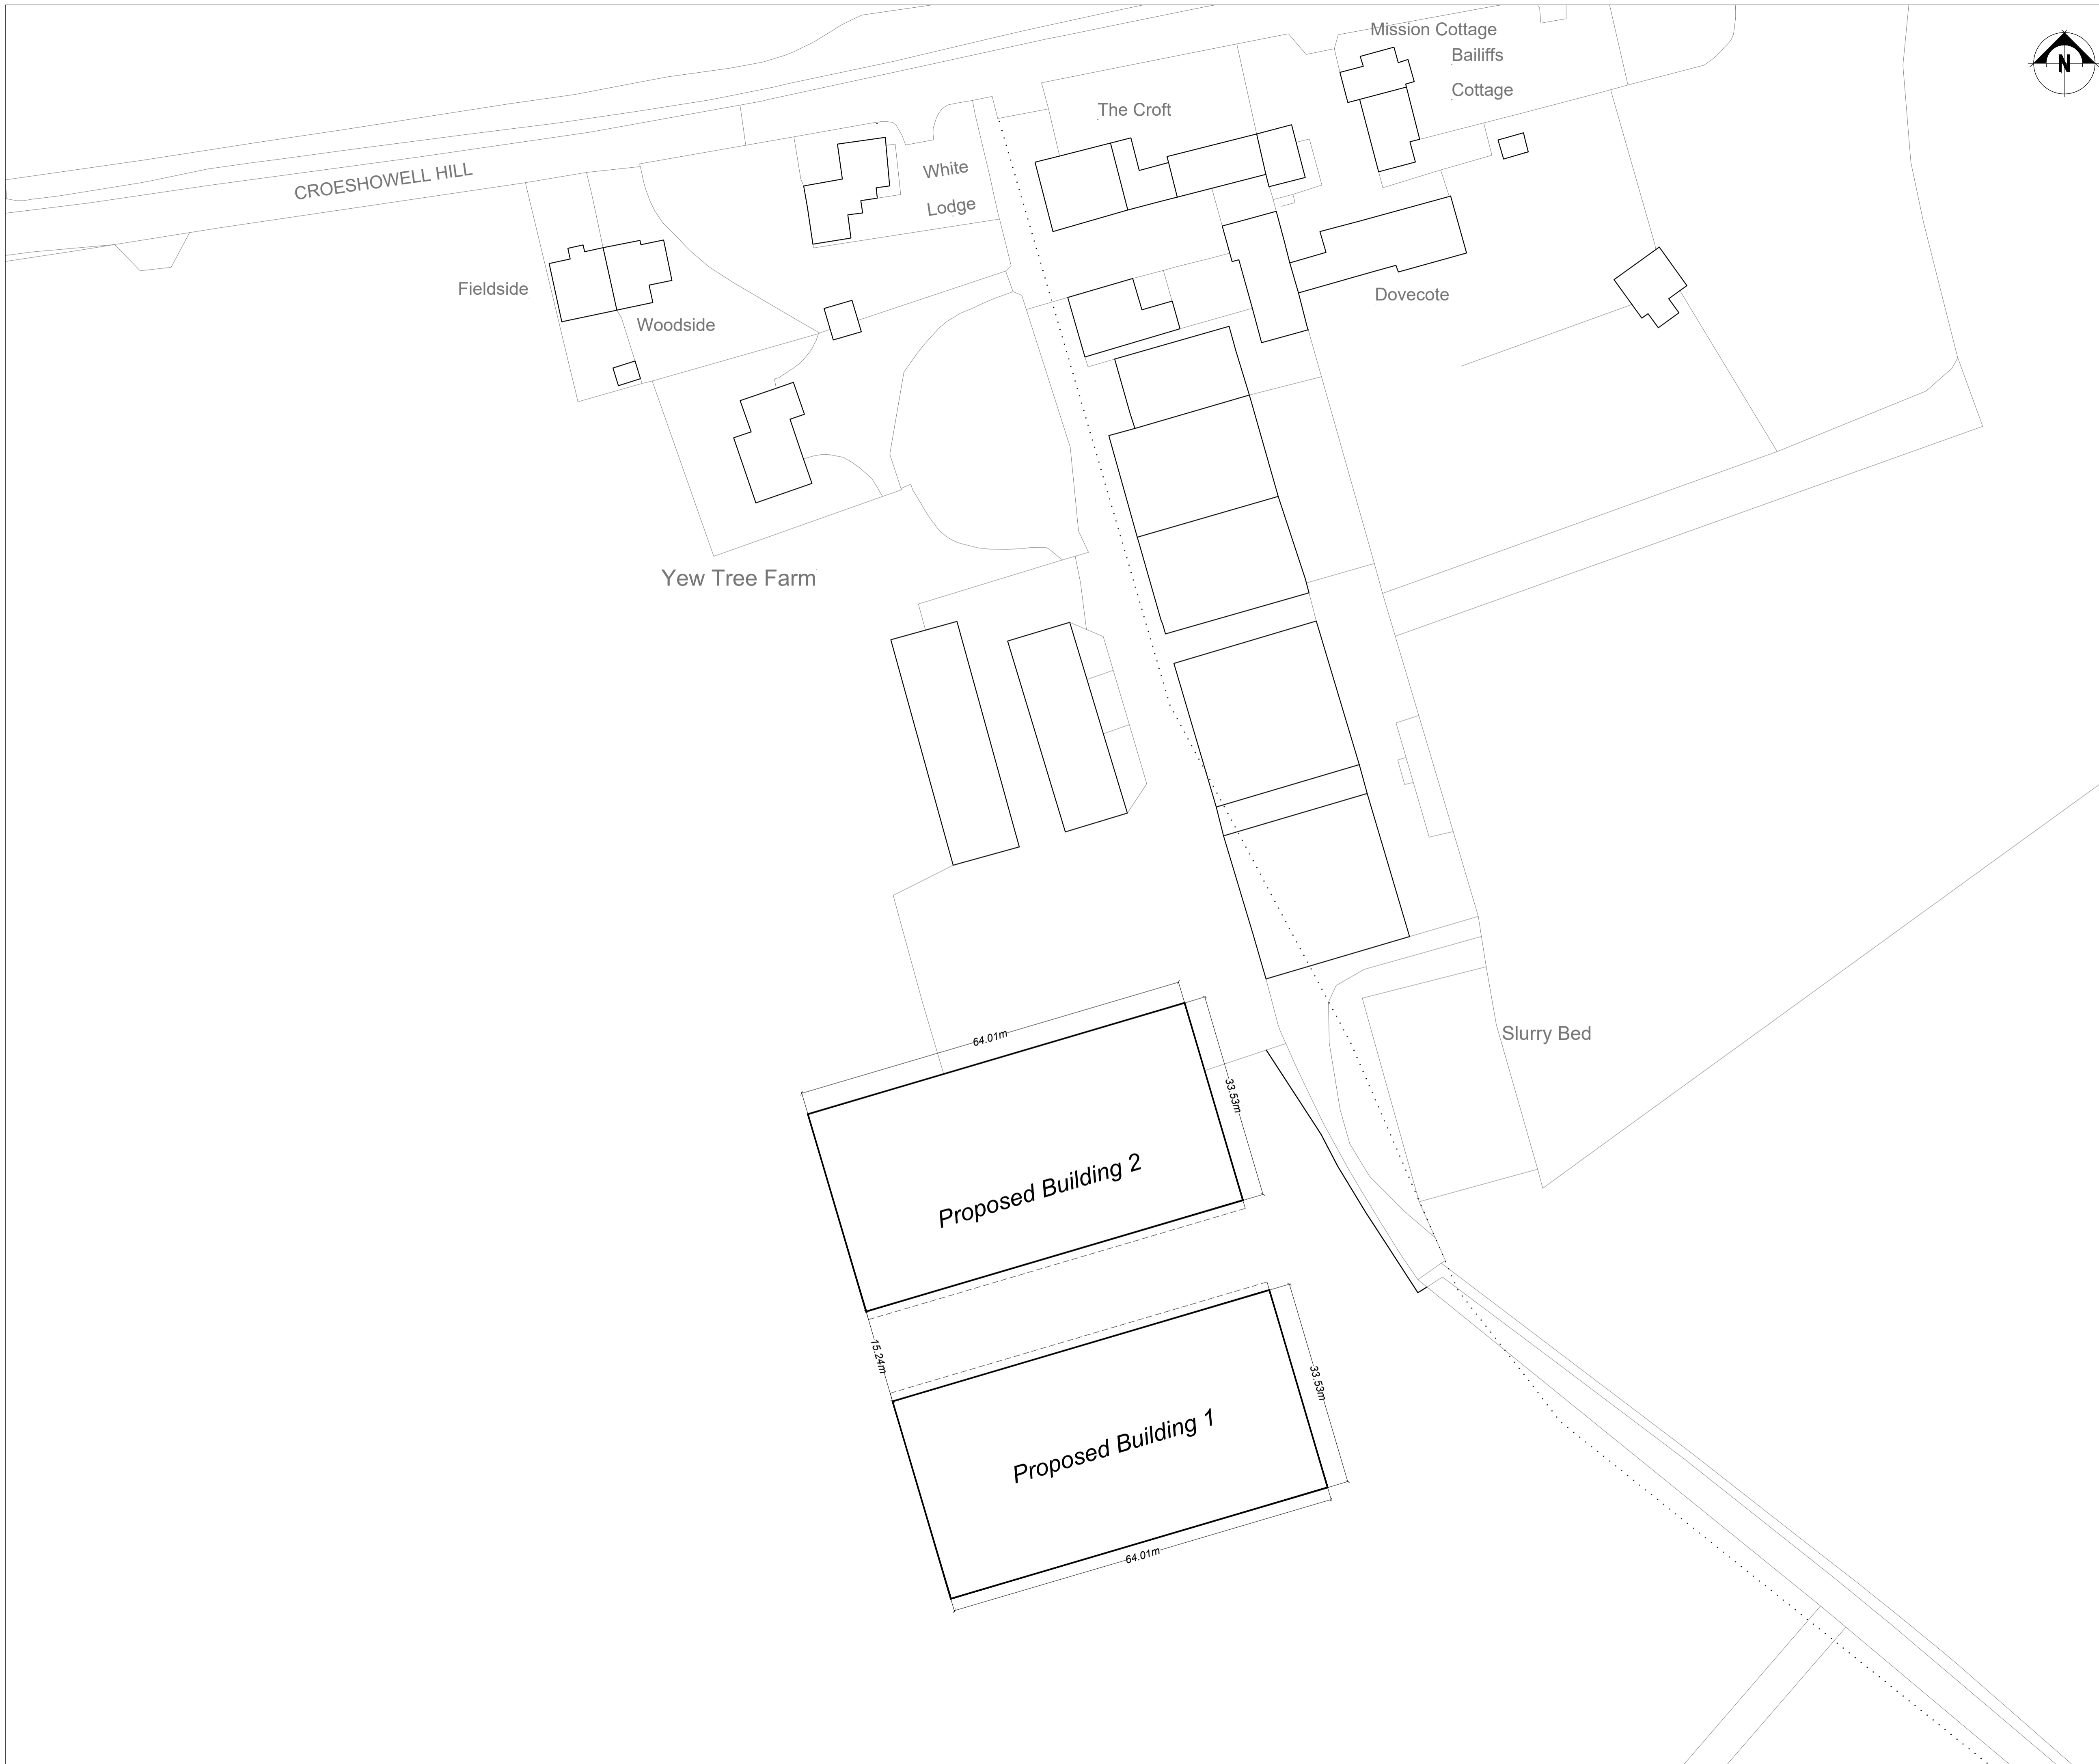 Mission Cottage
Bailiffs
Cottage
N
The Croft
White
Lodge
CROESHOWELL HILL
Fieldside
Woodside
Dovecote
Yew Tree Farm
Slurry Bed
64.01m
33.53m
Proposed Building 2
15.24m
33.53m
Proposed Building 1
64.01m